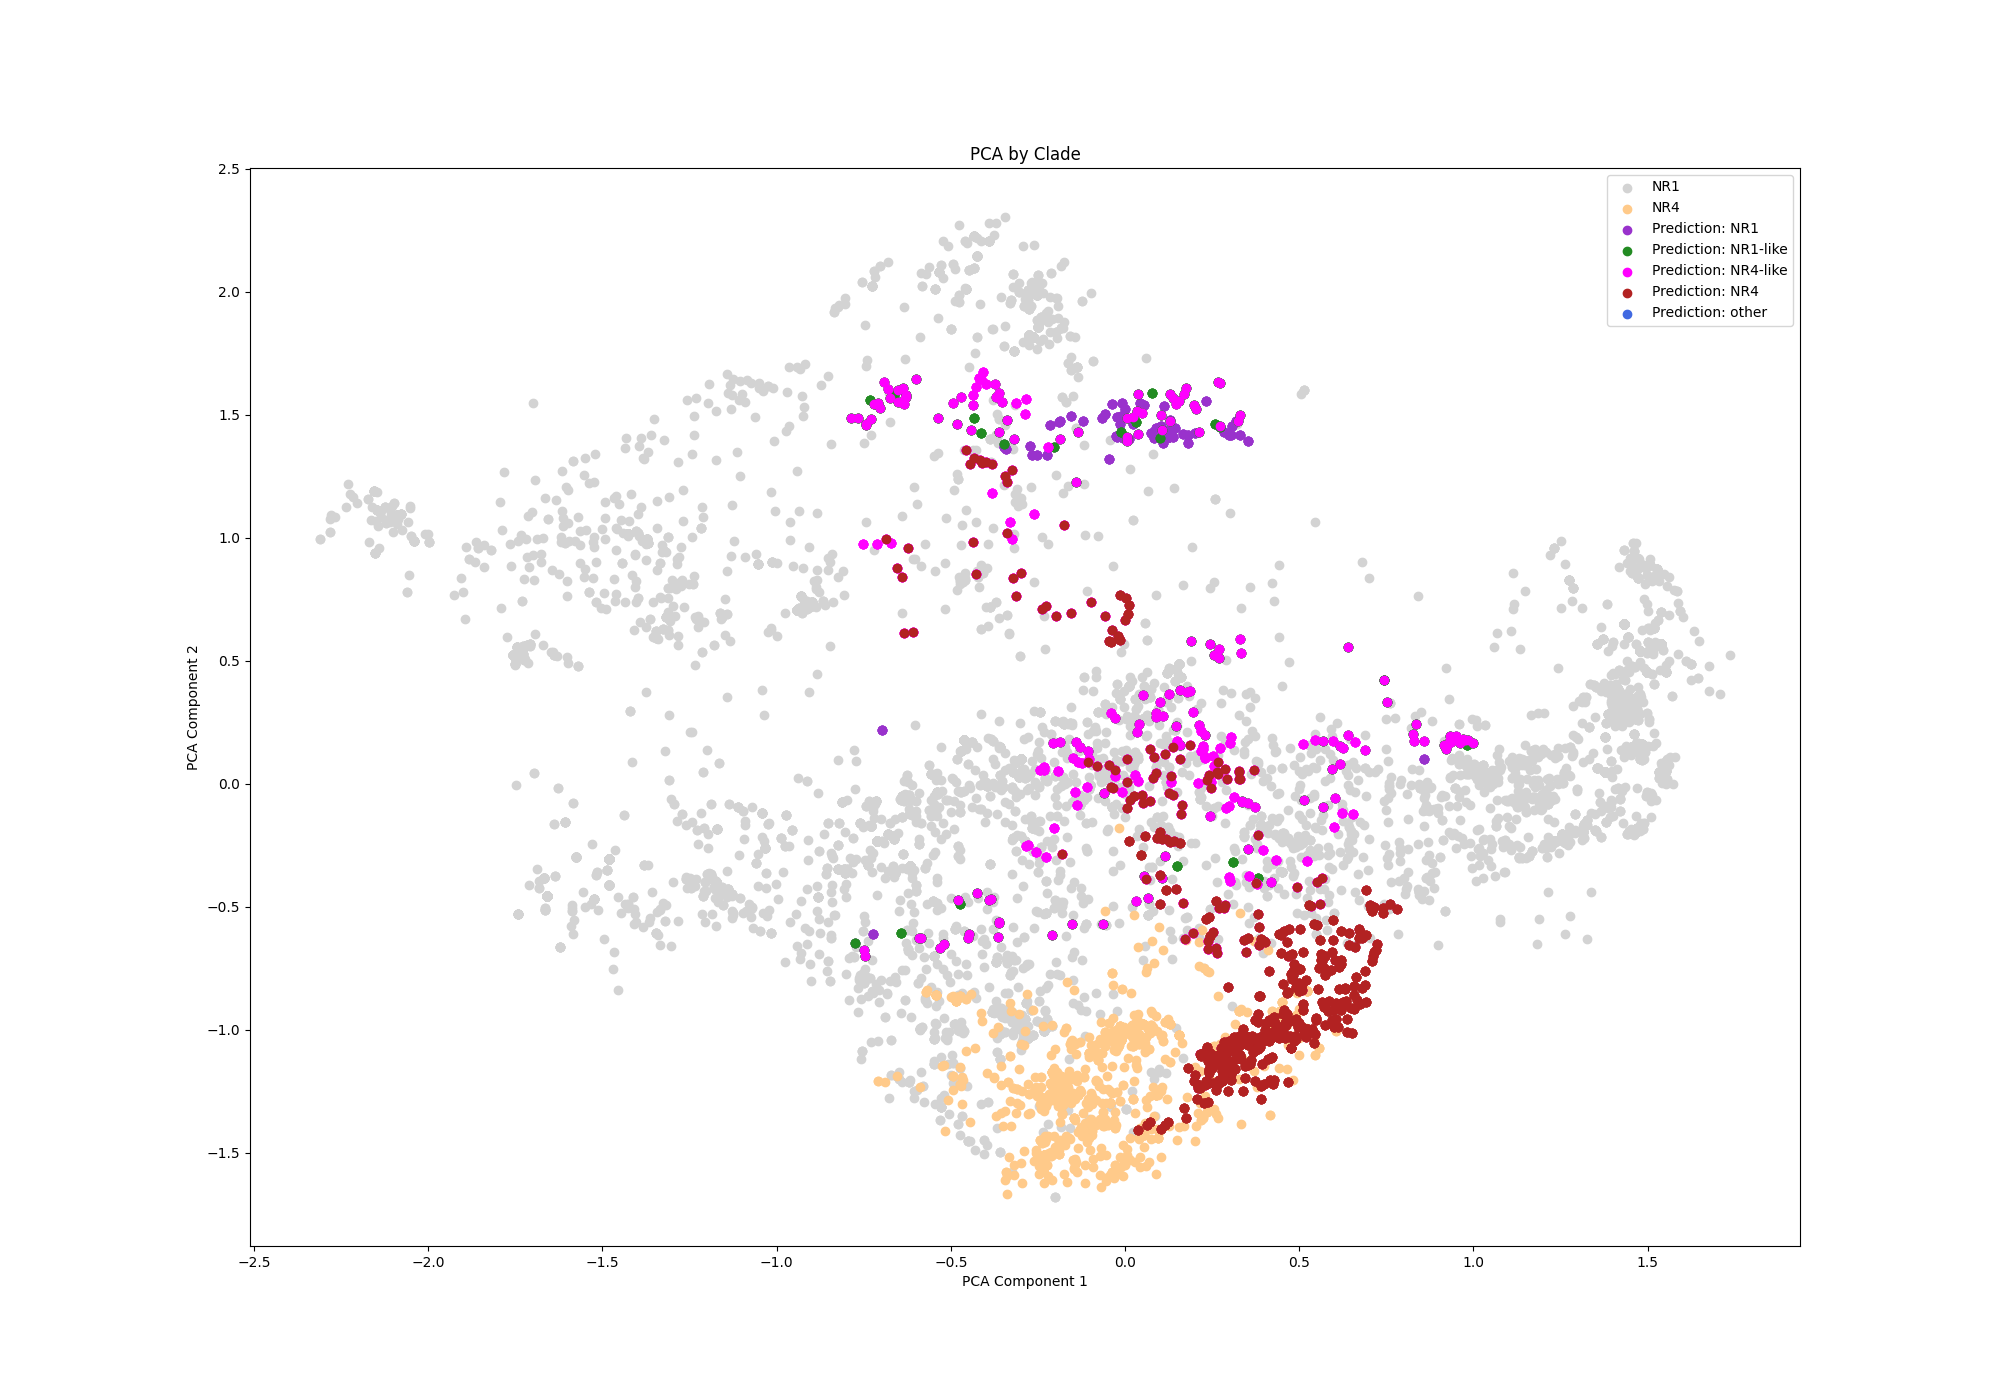 PCA by Clade
2.5
2.0
1.5
1.0
0.5
0.0
−0.5
−1.0
−1.5
PCA Component 2
NR1
NR4
Prediction: NR1
Prediction: NR1-like
Prediction: NR4-like
Prediction: NR4
Prediction: other
−2.5 −2.0 −1.5 −1.0 −0.5 0.0 0.5 1.0 1.5
PCA Component 1